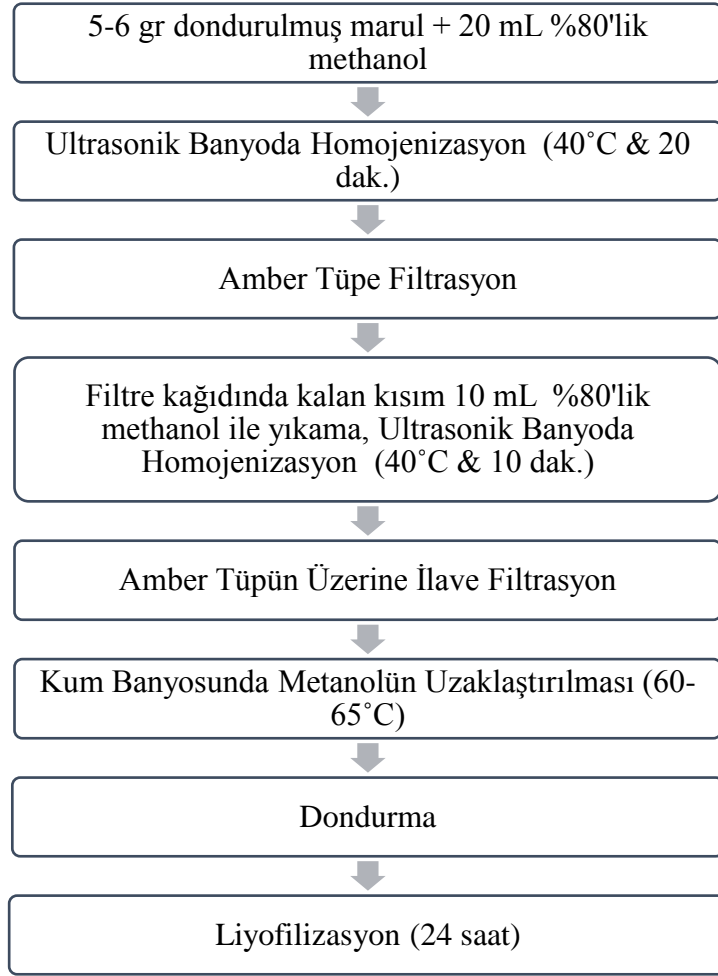 5-6 gr dondurulmuş marul + 20 mL %80'lik
methanol
Ultrasonik Banyoda Homojenizasyon (40˚C & 20
dak.)
Amber Tüpe Filtrasyon
Filtre kağıdında kalan kısım 10 mL %80'lik
methanol ile yıkama, Ultrasonik Banyoda
Homojenizasyon (40˚C & 10 dak.)
Amber Tüpün Üzerine İlave Filtrasyon
Kum Banyosunda Metanolün Uzaklaştırılması (60-
65˚C)
Dondurma
Liyofilizasyon (24 saat)